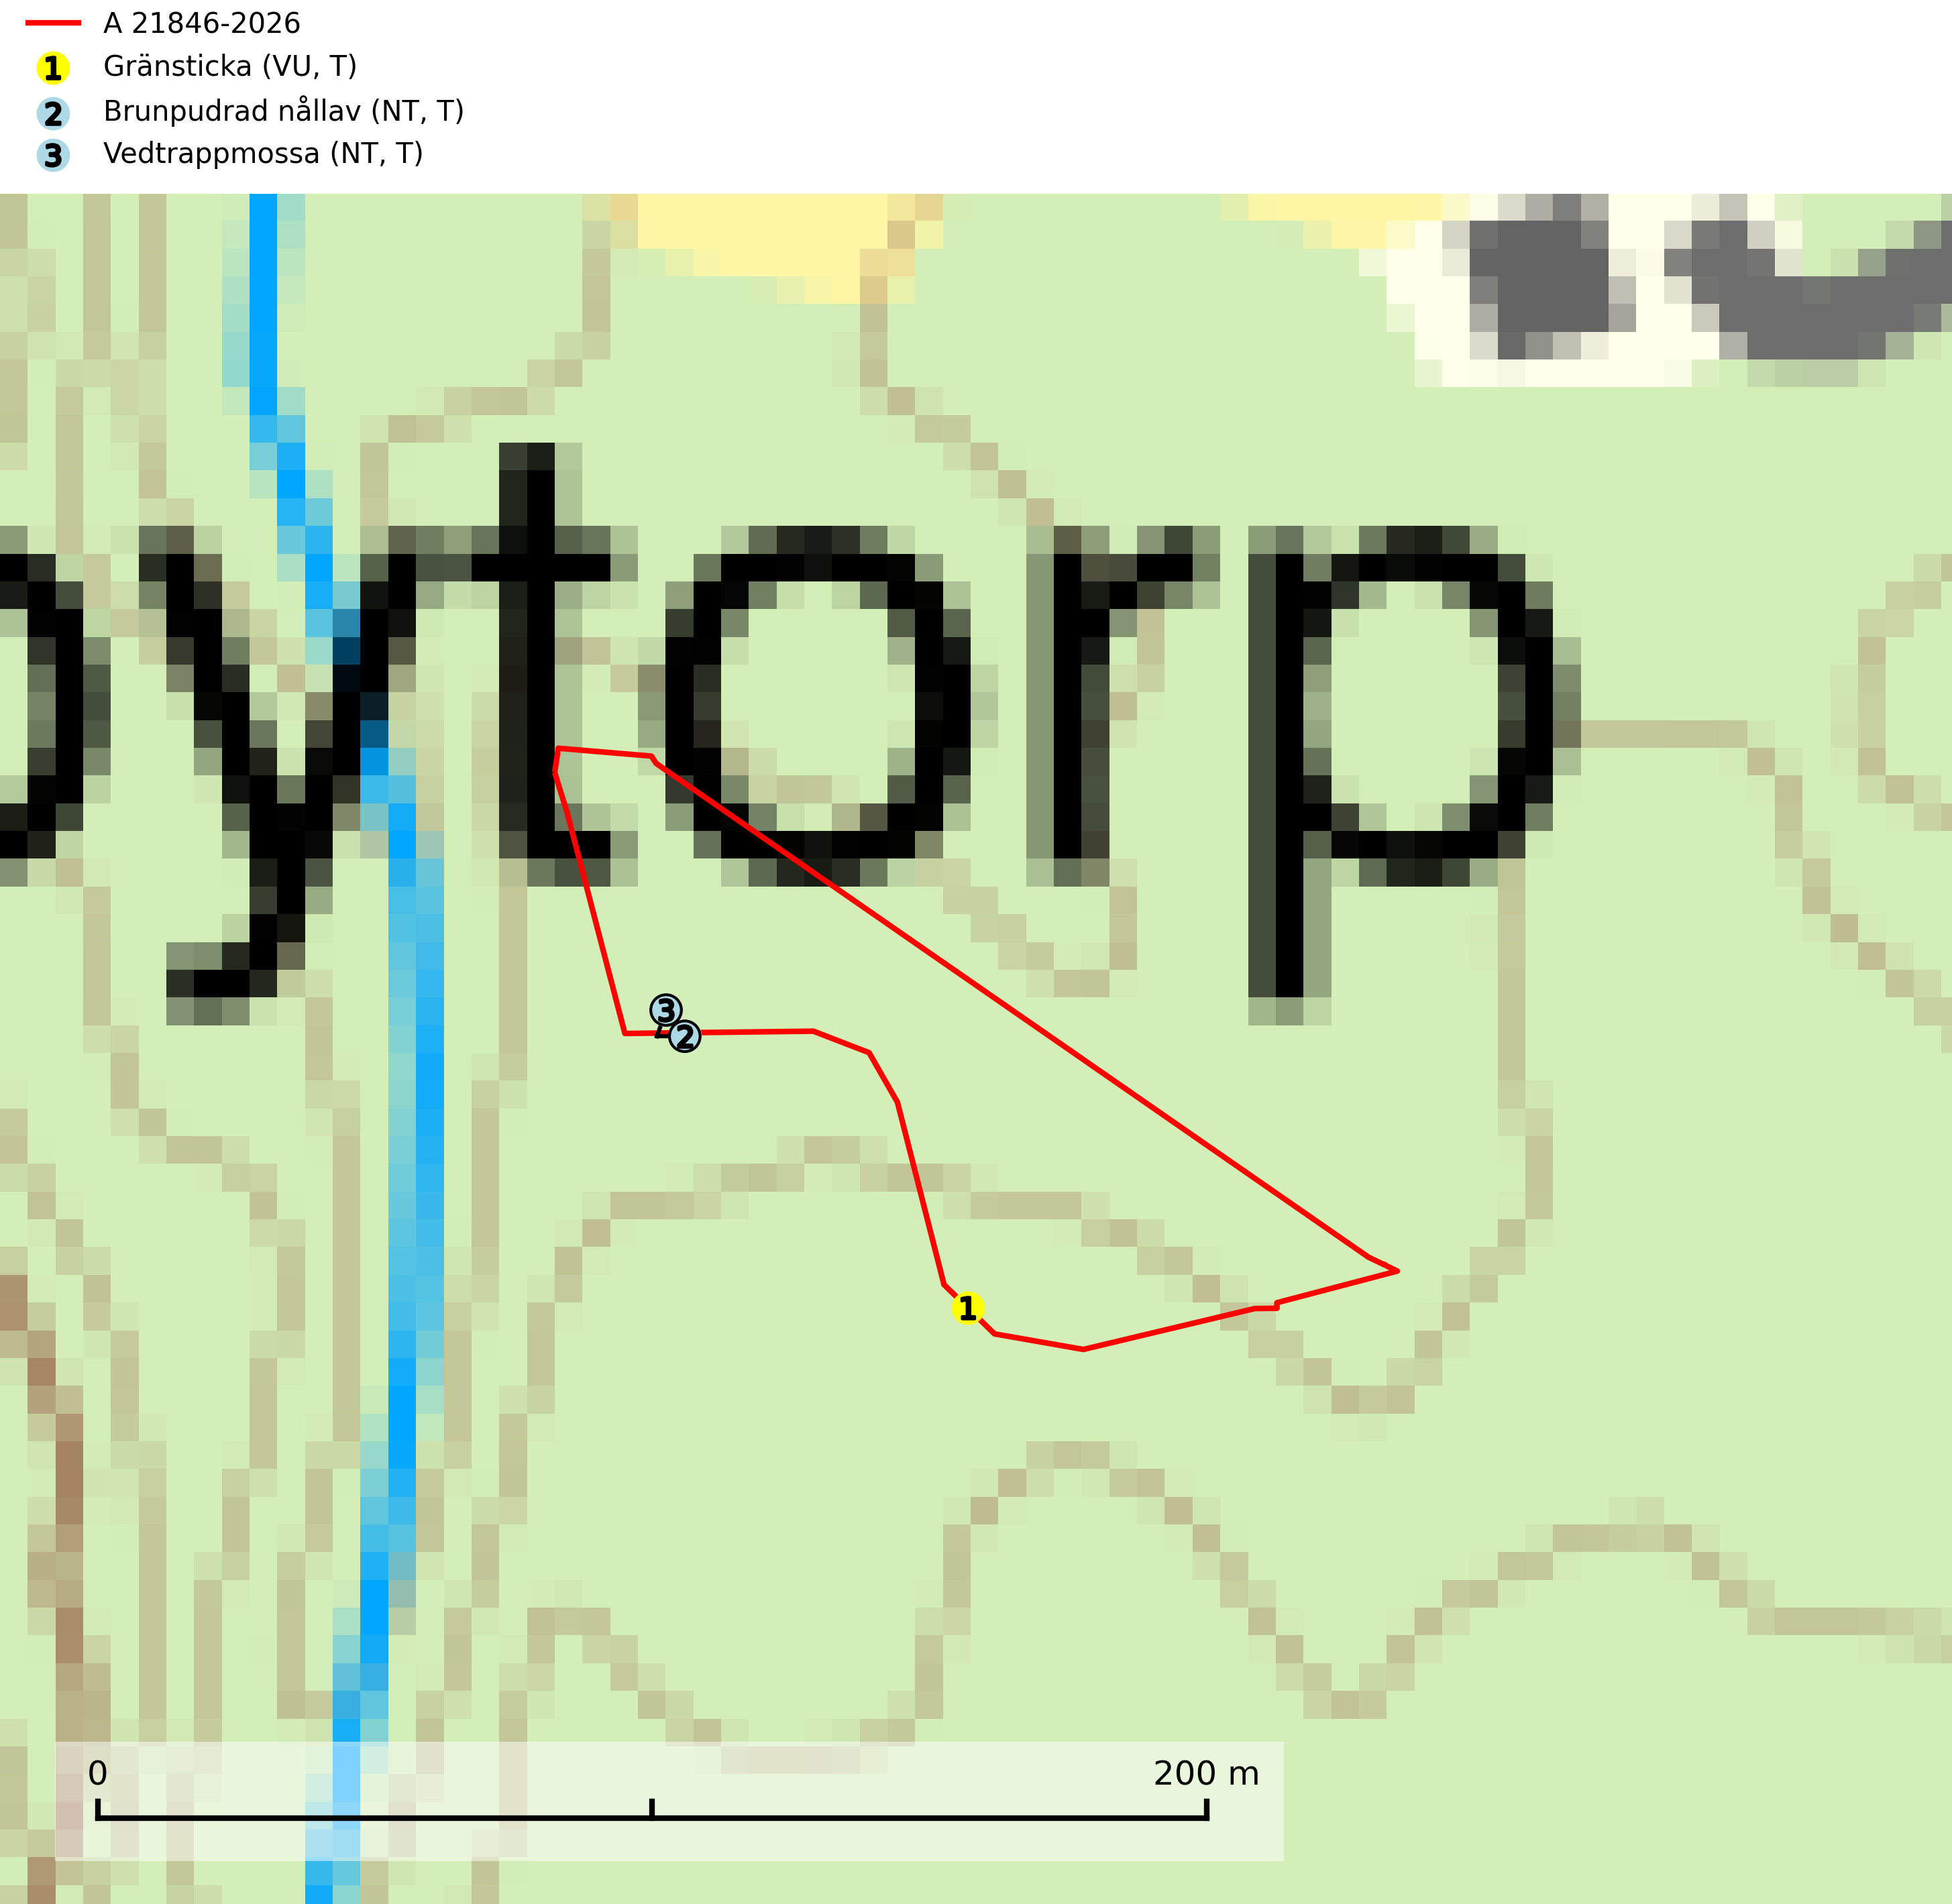 A 21846-2026
1 Gränsticka (VU, T)
2 Brunpudrad nållav (NT, T)
3 Vedtrappmossa (NT, T)
ytorp
3
2
1
0 200 m